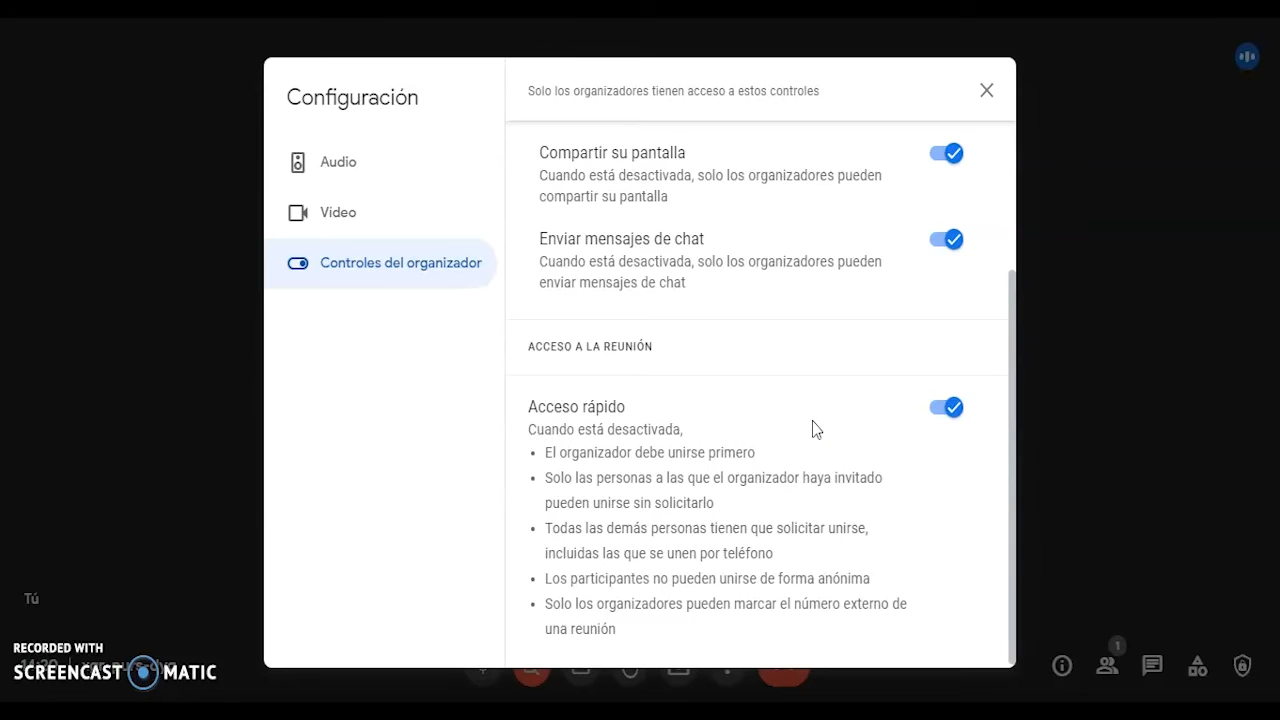 Configuración
Audio
Video
Controles del organizador
Solo los organizadores tienen acceso a estos controles
Compartir su pantalla
Cuando está desactivada, solo los organizadores pueden
compartir su pantalla
Enviar mensajes de chat
Cuando está desactivada, solo los organizadores pueden
enviar mensajes de chat
ACCESO A LA REUNIÓN
Acceso rápido
Cuando está desactivada,
• El organizador debe unirse primero
• Solo las personas a las que el organizador haya invitado
pueden unirse sin solicitarlo
• Todas las demás personas tienen que solicitar unirse,
incluidas las que se unen por teléfono
• Los participantes no pueden unirse de forma anónima
• Solo los organizadores pueden marcar el número externo de
una reunión
Tú
1
RECORDED WITH
SCREENCAST MATIC